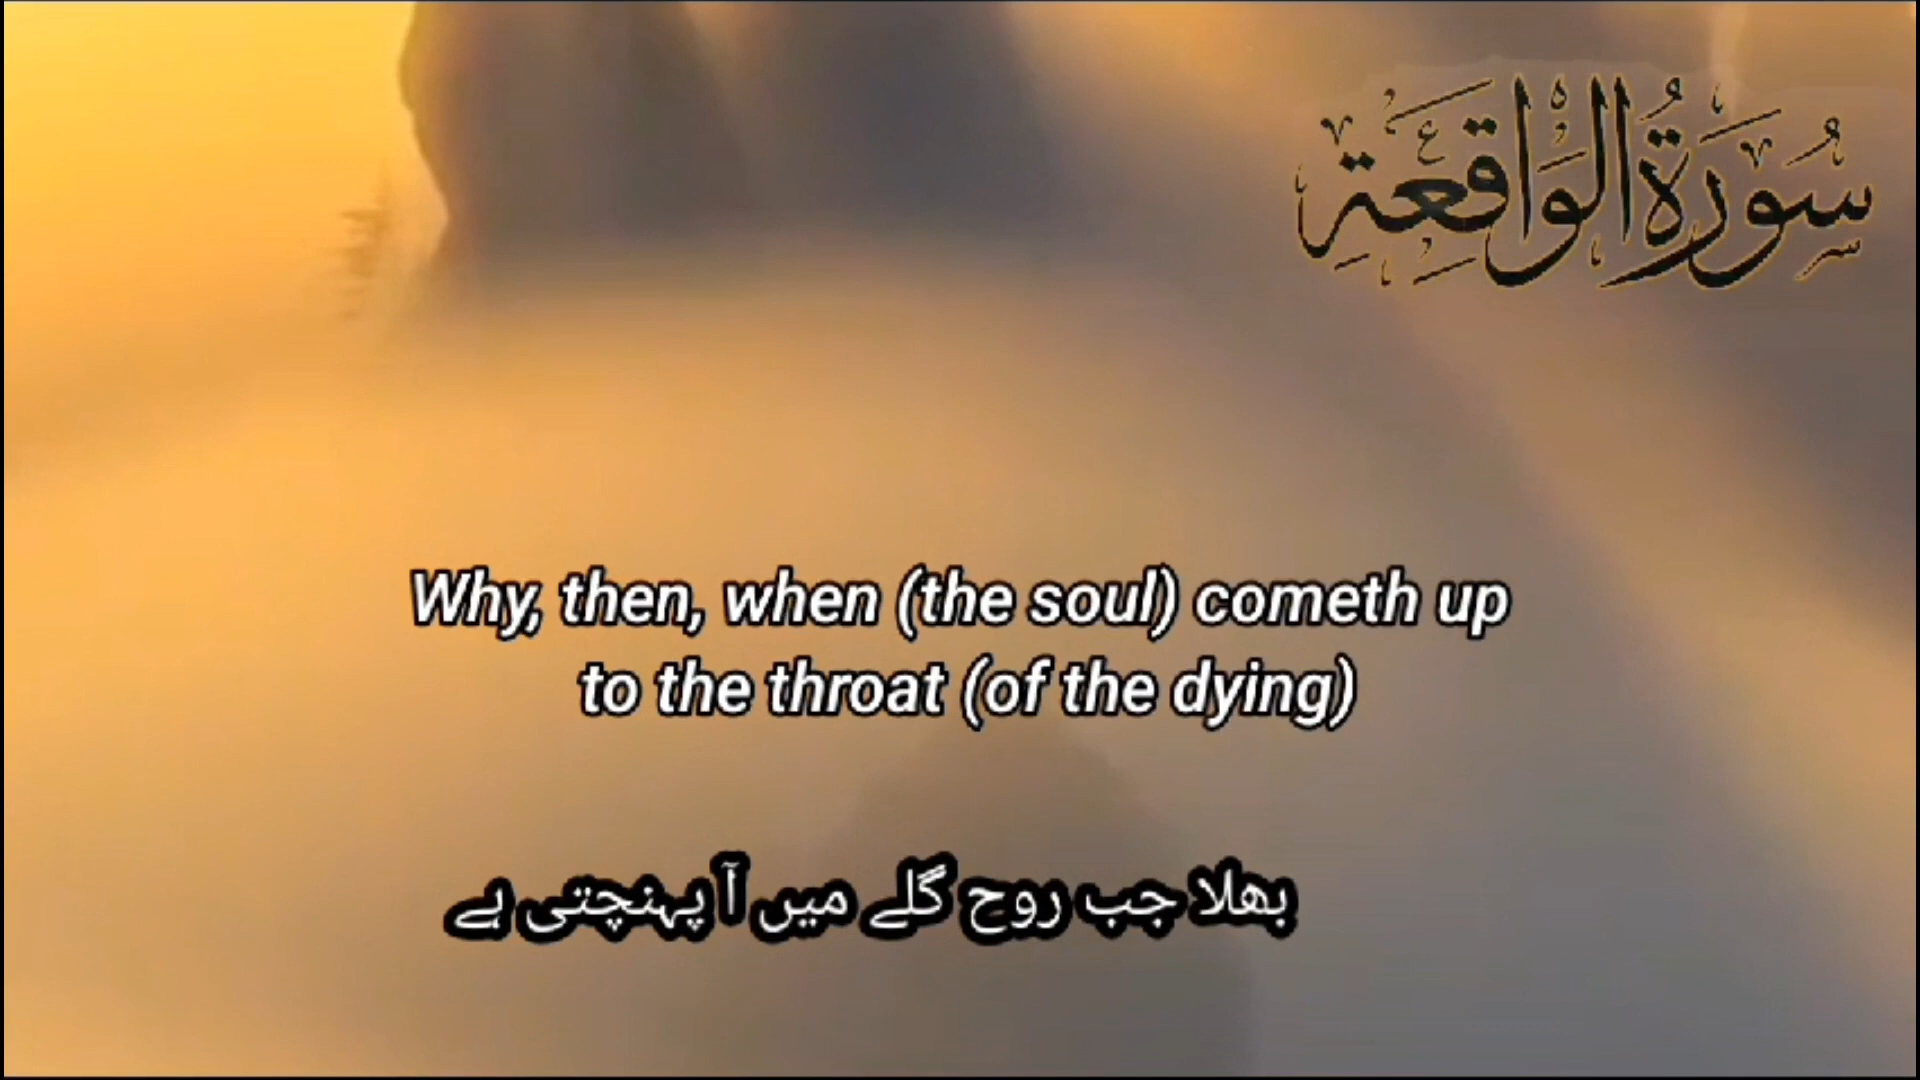 سُورَةُ الْوَاقِعَةِ
Why, then, when (the soul) cometh up
to the throat (of the dying)
بھلا جب روح گلے میں آ پہنچتی ہے